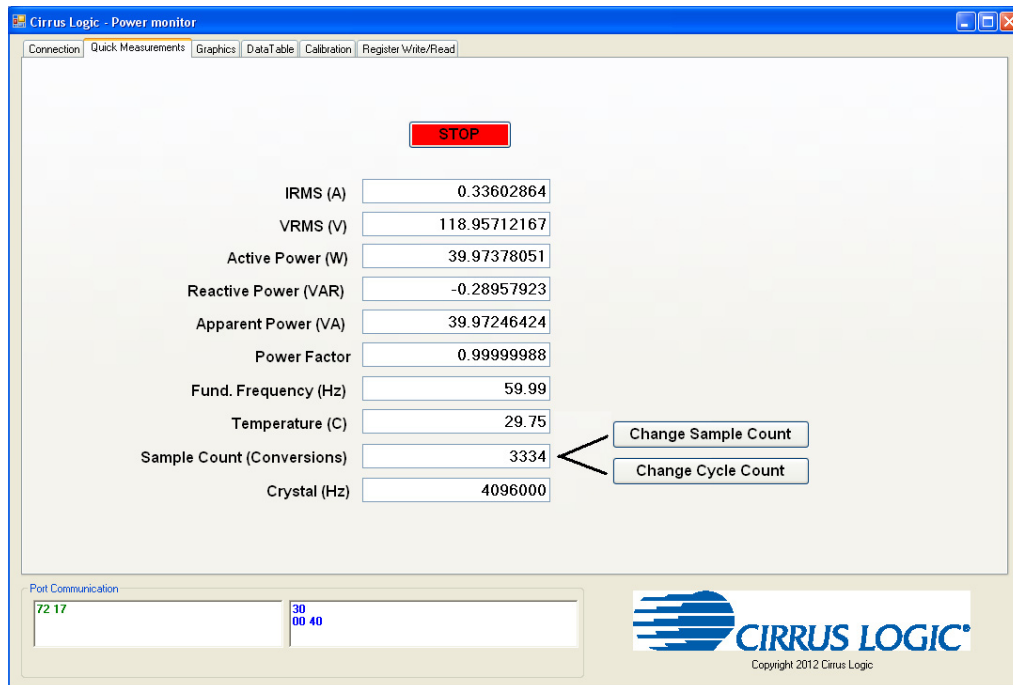 Cirrus Logic - Power monitor
Connection Quick Measurements Graphics DataTable Calibration Register Write/Read
STOP
IRMS (A) 0.33602864
VRMS (V) 118.95712167
Active Power (W) 39.97378051
Reactive Power (VAR) -0.28957923
Apparent Power (VA) 39.97246424
Power Factor 0.99999988
Fund. Frequency (Hz) 59.99
Temperature (C) 29.75
Change Sample Count
Sample Count (Conversions) 3334
Change Cycle Count
Crystal (Hz) 4096000
Port Communication
72 17
30
00 40
CIRRUS LOGIC®
Copyright 2012 Cirrus Logic